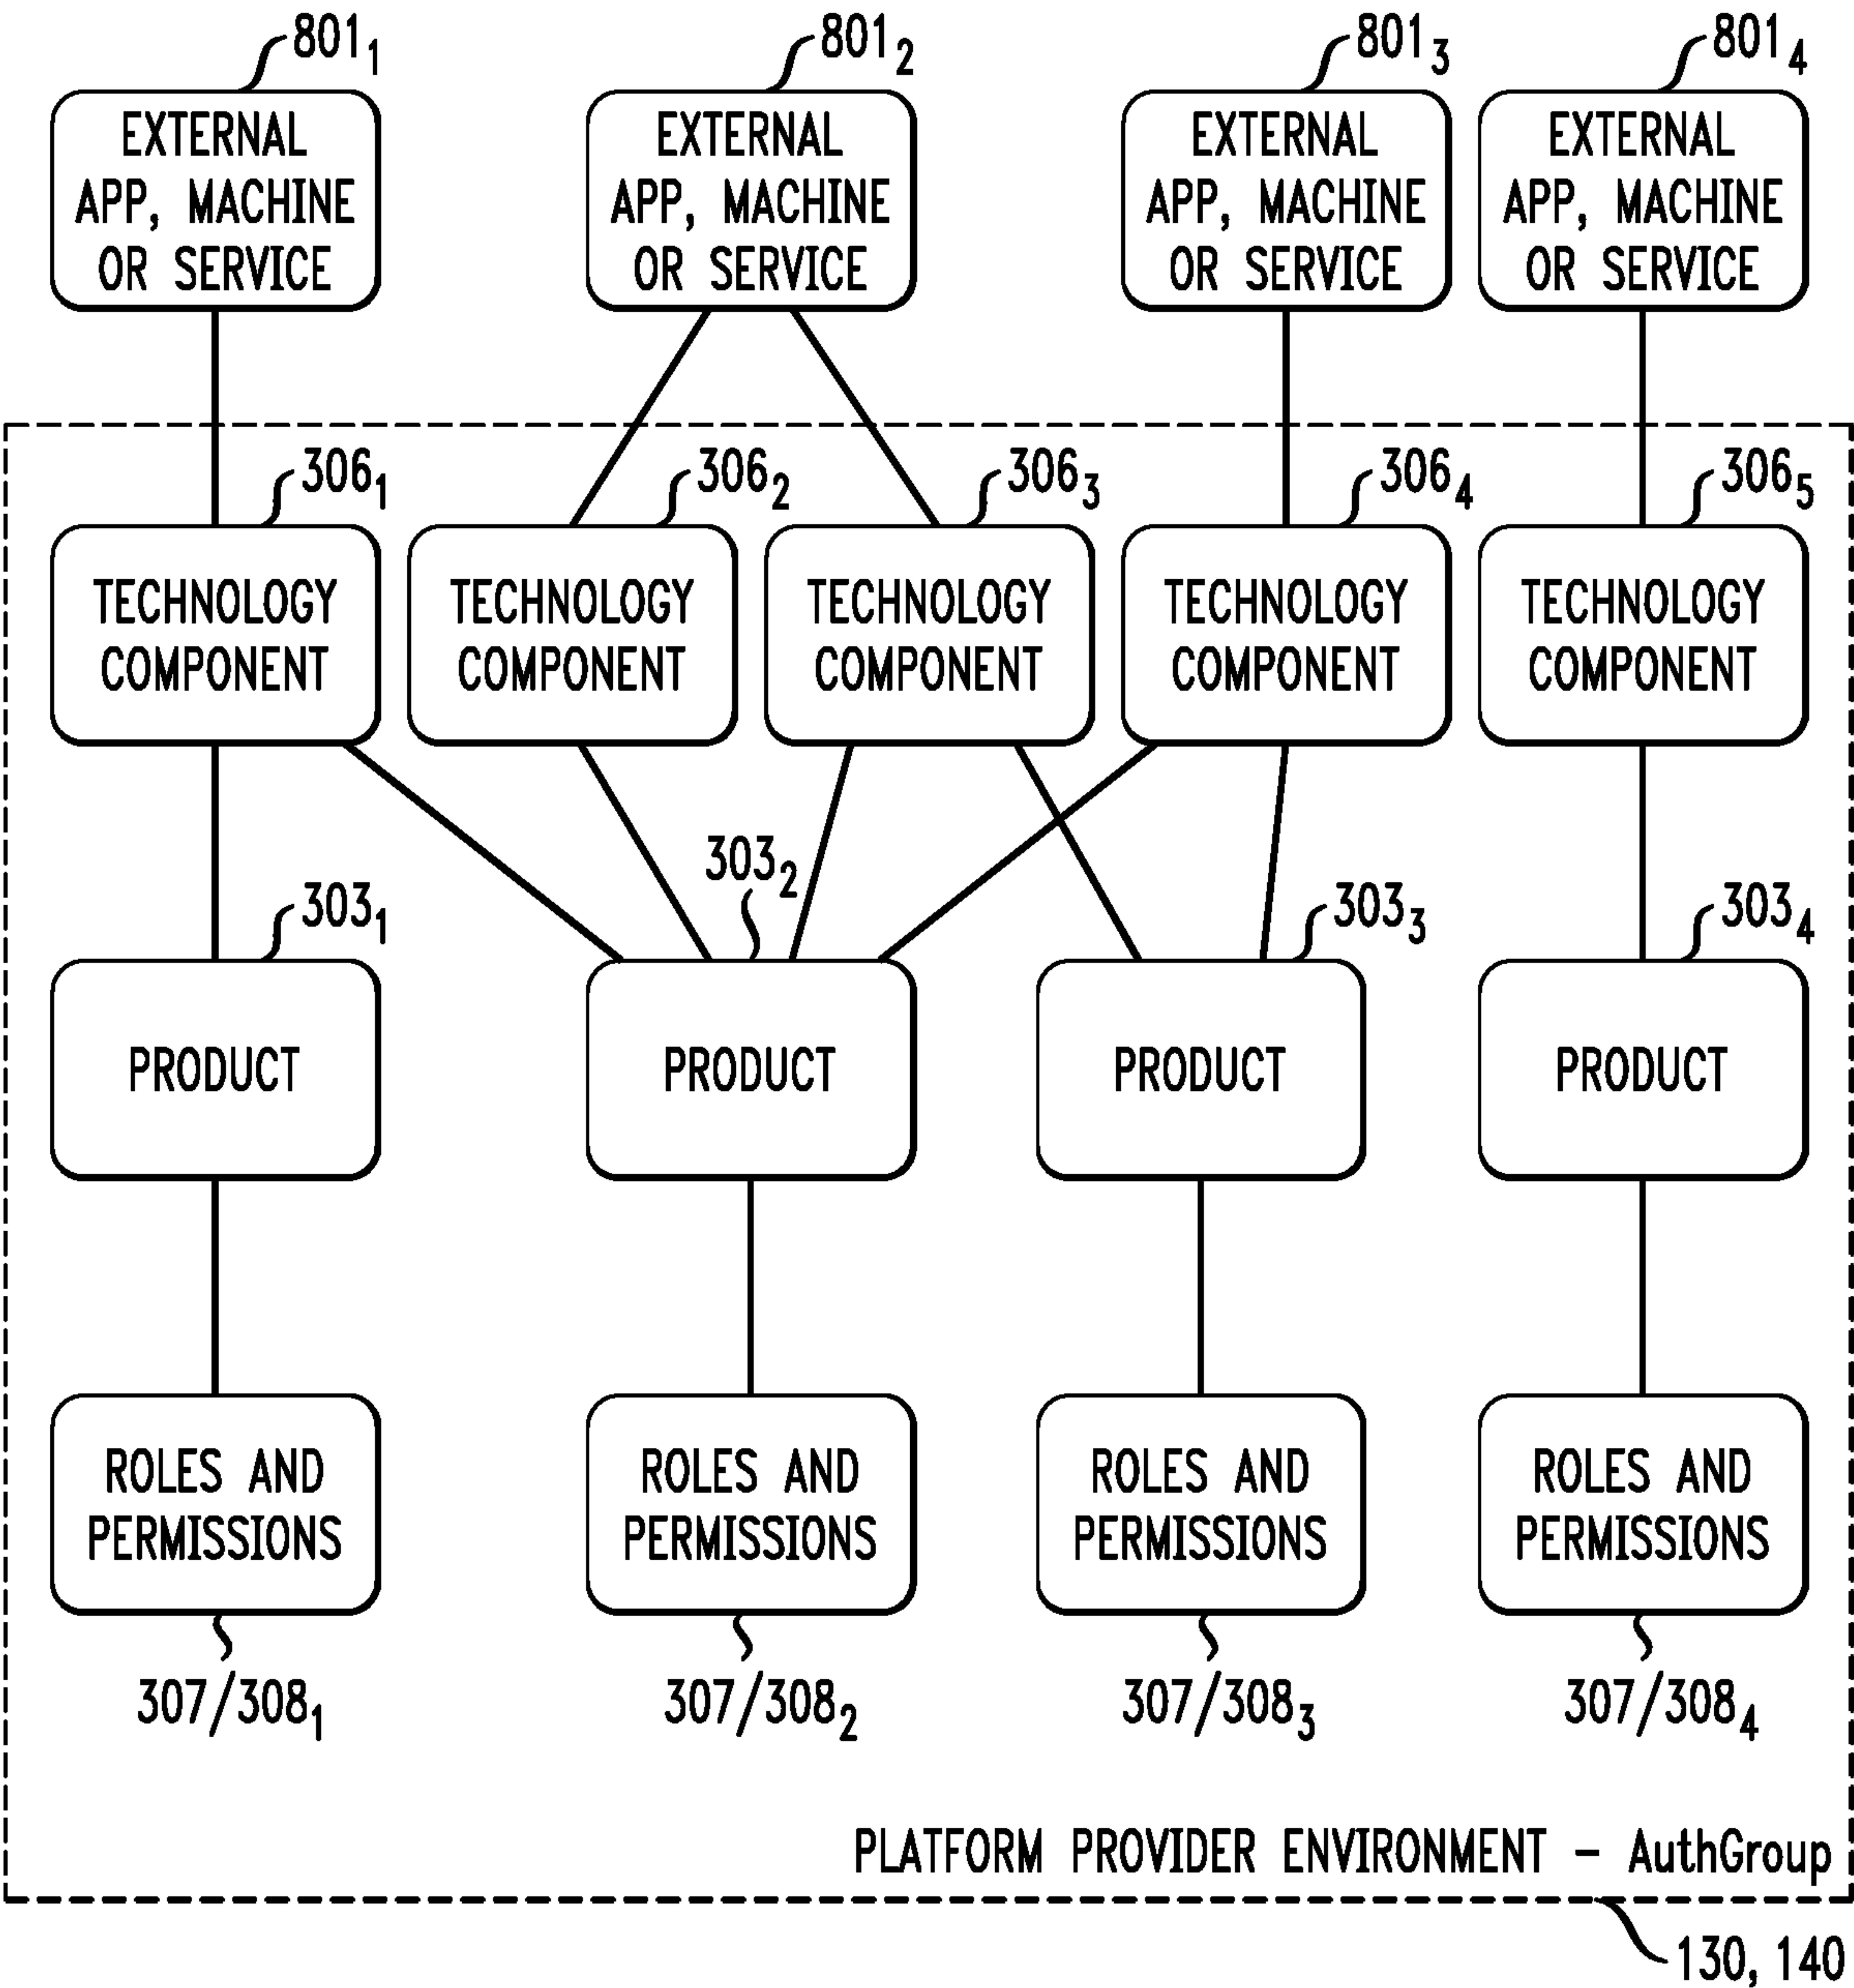 801₁
801₂
801₃
801₄
EXTERNAL
APP, MACHINE
OR SERVICE
EXTERNAL
APP, MACHINE
OR SERVICE
EXTERNAL
APP, MACHINE
OR SERVICE
EXTERNAL
APP, MACHINE
OR SERVICE
306₁
306₂
306₃
306₄
306₅
TECHNOLOGY
COMPONENT
TECHNOLOGY
COMPONENT
TECHNOLOGY
COMPONENT
TECHNOLOGY
COMPONENT
TECHNOLOGY
COMPONENT
303₁
303₂
303₃
303₄
PRODUCT
PRODUCT
PRODUCT
PRODUCT
ROLES AND
PERMISSIONS
ROLES AND
PERMISSIONS
ROLES AND
PERMISSIONS
ROLES AND
PERMISSIONS
307/308₁
307/308₂
307/308₃
307/308₄
PLATFORM PROVIDER ENVIRONMENT – AuthGroup
130, 140